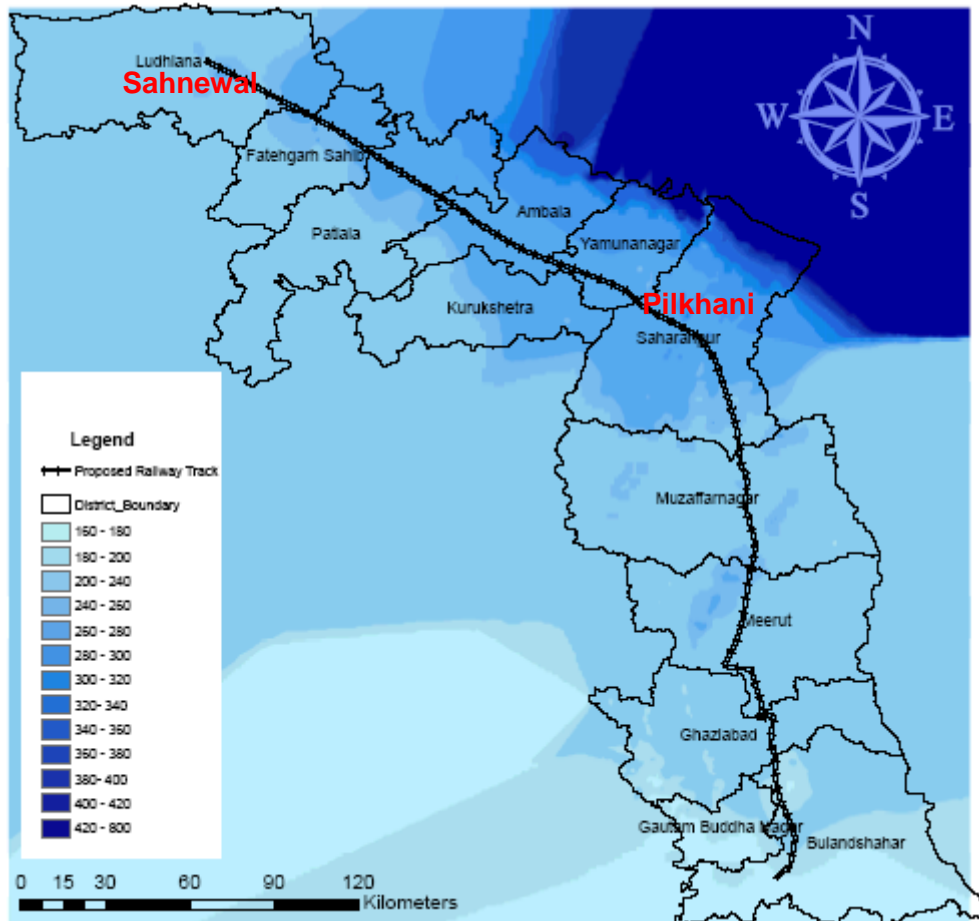 N
W E
S
Ludhiana
Sahnewal
Fatehgarh Sahib
Ambala
Patiala
Yamunanagar
Kurukshetra
Pilkhani
Saharanpur
Muzaffarnagar
Meerut
Ghaziabad
Gautam Buddha Nagar
Bulandshahar
Legend
Proposed Railway Track
District_Boundary
160 - 180
180 - 200
200 - 240
240 - 260
260 - 280
280 - 300
300 - 320
320- 340
340 - 360
360 - 380
380 - 400
400 - 420
420 - 800
0 15 30 60 90 120
Kilometers